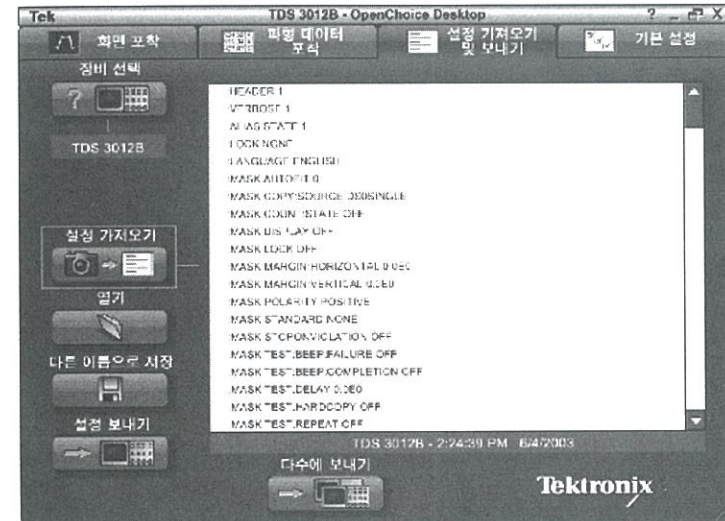 Tek
TDS 3012B - OpenChoice Desktop
화면 포착
파형 데이터
포착
설정 가져오기
및 보내기
기본 설정
장비 선택
TDS 3012B
설정 가져오기
열기
다른 이름으로 저장
설정 보내기
HEADER 1
VERBOSE 1
ALIAS STATE 1
LOCK NONE
LANGUAGE ENGLISH
MASK AUTOFIT 0
MASK COPY:SOURCE
MASK COUNT:STATE OFF
MASK DISPLAY OFF
MASK LOCK OFF
MASK MARGIN:HORIZONTAL 0.0E0
MASK MARGIN:VERTICAL 0.0E0
MASK POLARITY POSITIVE
MASK STANDARD NONE
MASK STOPONVIOLATION OFF
MASK TEST:BEEP:FAILURE OFF
MASK TEST:BEEP:COMPLETION OFF
MASK TEST:DELAY 0.0E0
MASK TEST:HARDCOPY OFF
MASK TEST:REPEAT OFF
TDS 3012B - 2:24:39 PM 6/4/2003
다수에 보내기
Tektronix